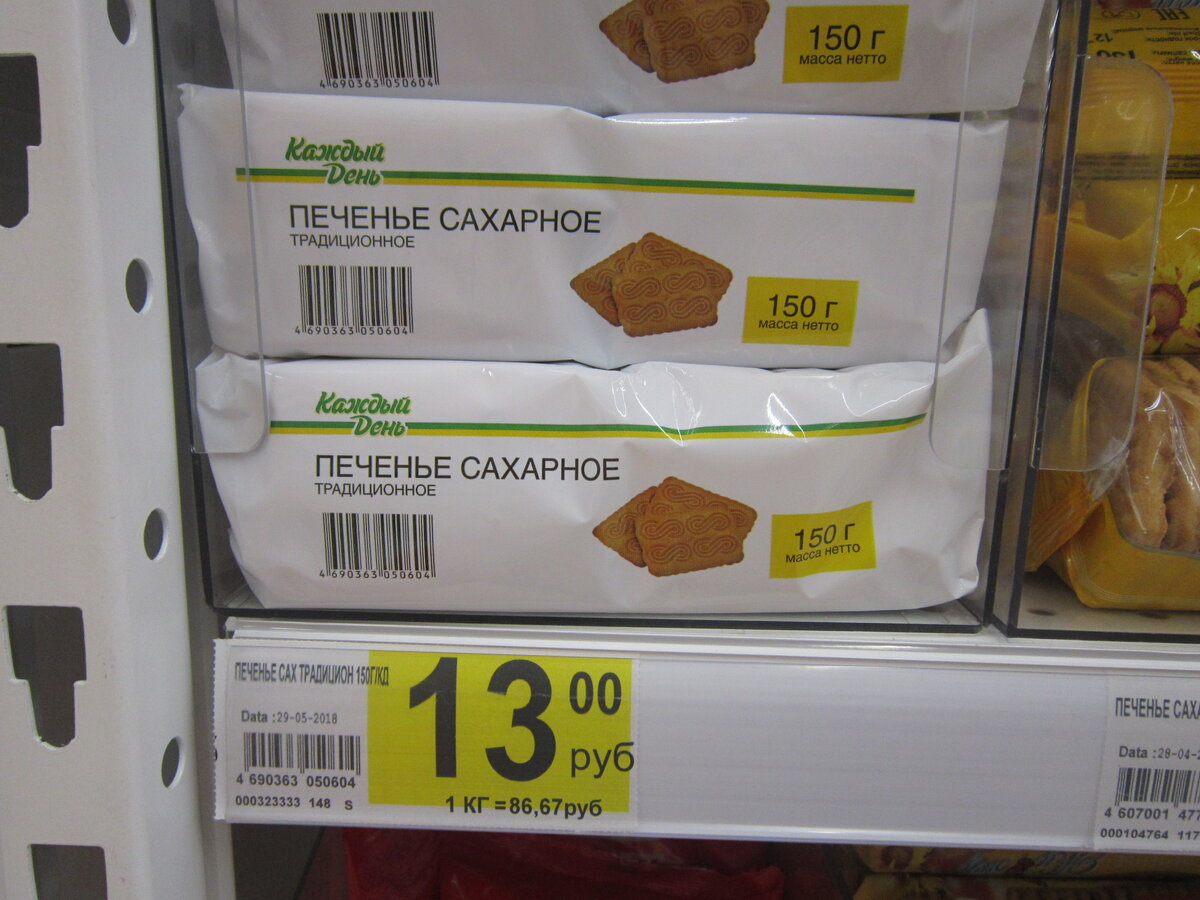 4690363050604
150 г
масса нетто
Каждый
День
ПЕЧЕНЬЕ САХАРНОЕ
ТРАДИЦИОННОЕ
4690363050604
150 г
масса нетто
Каждый
День
ПЕЧЕНЬЕ САХАРНОЕ
ТРАДИЦИОННОЕ
4690363050604
150 г
масса нетто
ПЕЧЕНЬЕ САХ ТРАДИЦИОН 150Г/КД
Data :29-05-2018
4 690363 050604
000323333 148 S
13 00
руб
1 КГ =86,67руб
ПЕЧЕНЬЕ САХА
Data :28-04-2
4 607001 477
000104764 117